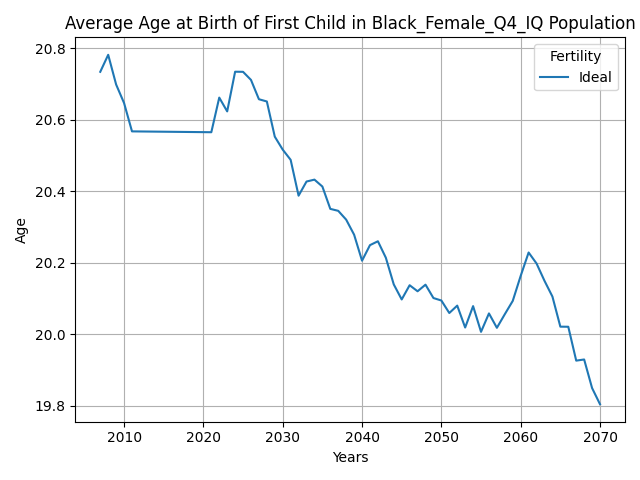 Average Age at Birth of First Child in Black_Female_Q4_IQ Population
Fertility
Ideal
Age
20.8
20.6
20.4
20.2
20.0
19.8
2010 2020 2030 2040 2050 2060 2070
Years